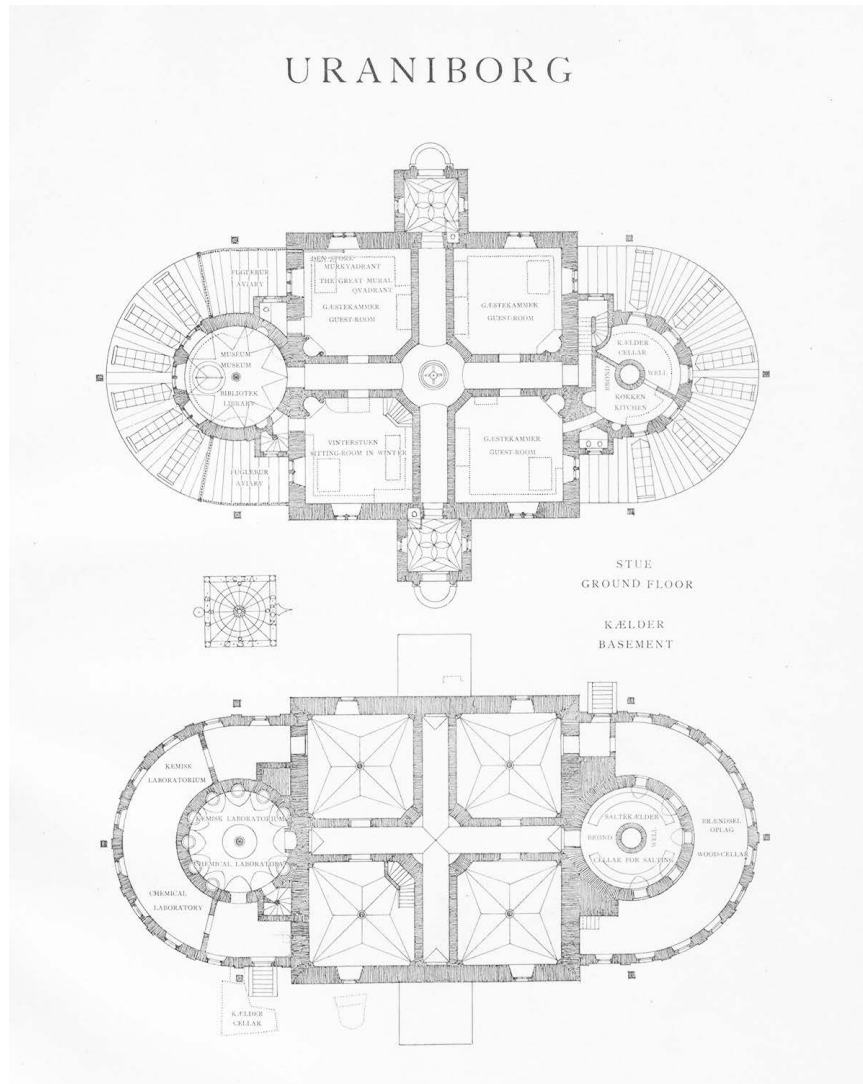 URANIBORG
DEN STORE
MURKVADRANT
THE GREAT MURAL
QVADRANT
GÆSTEKAMMER
GUEST-ROOM
GÆSTEKAMMER
GUEST-ROOM
FUGLEBUR
AVIARY
MUSEUM
MUSEUM
BIBLIOTEK
LIBRARY
KÆLDER
CELLAR
BRØND
WELL
KØKKEN
KITCHEN
VINTERSTUEN
SITTING-ROOM IN WINTER
GÆSTEKAMMER
GUEST-ROOM
FUGLEBUR
AVIARY
STUE
GROUND FLOOR
KÆLDER
BASEMENT
KEMISK
LABORATORIUM
KEMISK LABORATORIUM
CHEMICAL LABORATORY
CHEMICAL
LABORATORY
SALTEKÆLDER
BRØND
WELL
CELLAR FOR SALTING
BRÆNDSEL
OPLAG
WOOD-CELLAR
KÆLDER
CELLAR